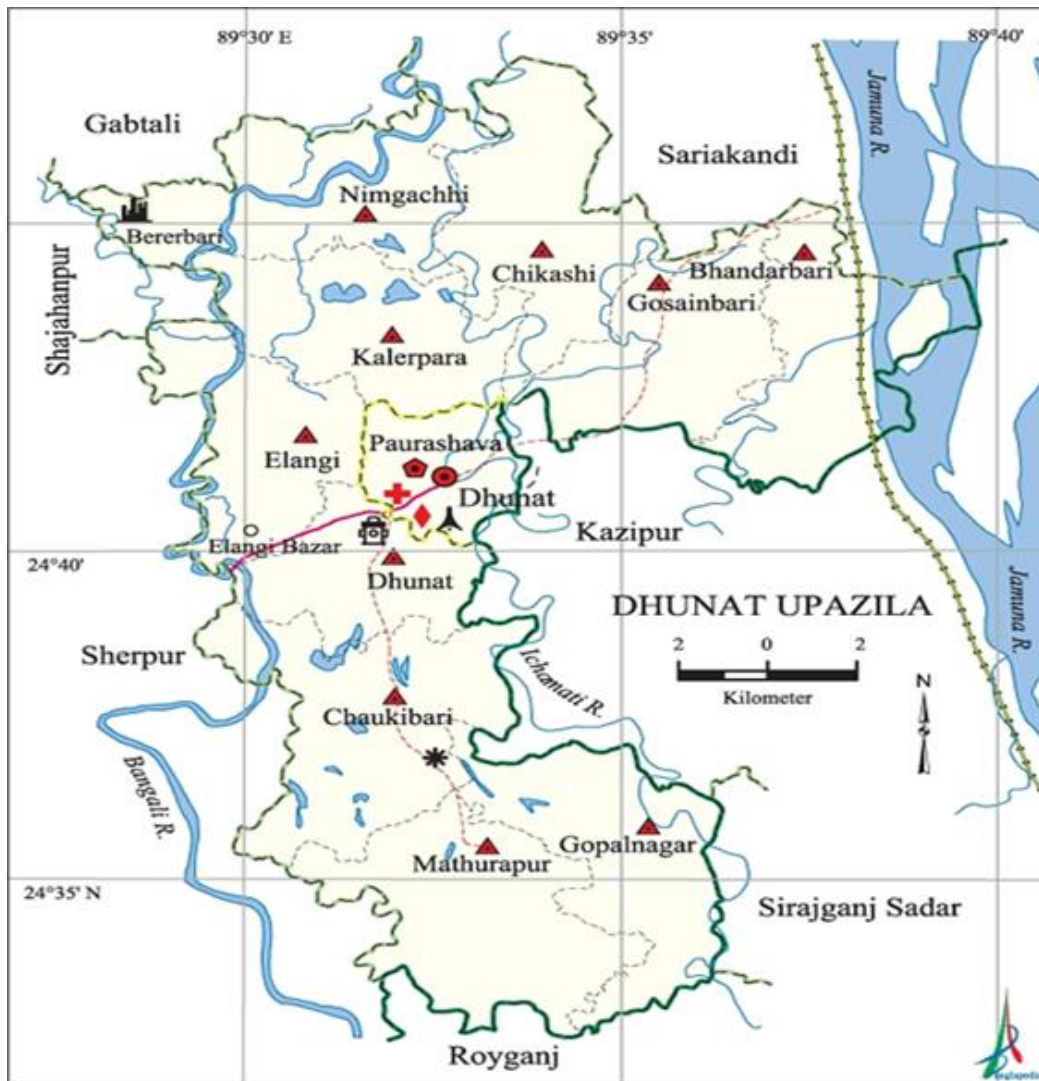 89°30' E
89°35'
89°40'
Gabtali
Sariakandi
Jamuna R.
Nimgachhi
Bererbari
Chikashi
Bhandarbari
Gosainbari
Shajahanpur
Kalerpara
Elangi
Paurashava
Dhunat
Kazipur
Elangi Bazar
24°40'
Dhunat
DHUNAT UPAZILA
Jamuna R.
Sherpur
2 0 2
Kilometer
N
Ichamati R.
Chaukibari
Bangali R.
Gopalnagar
Mathurapur
24°35' N
Sirajganj Sadar
Royganj